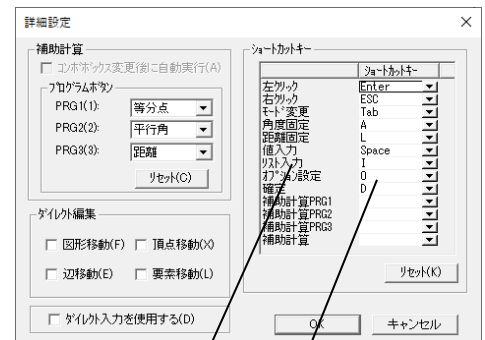 詳細設定
補助計算
コンボボックス変更後に自動実行(A)
プログラムボタン
PRG1(1): 等分点
PRG2(2): 平行角
PRG3(3): 距離
リセット(C)
ダイレクト編集
図形移動(F) 頂点移動(X)
辺移動(E) 要素移動(L)
ダイレクト入力を使用する(D)
ショートカットキー
ショートカットキー
左クリック Enter
右クリック ESC
モード変更 Tab
角度固定 A
距離固定 L
値入力 Space
リスト入力 I
オプション設定 O
確定 D
補助計算PRG1
補助計算PRG2
補助計算PRG3
補助計算
リセット(K)
OK キャンセル